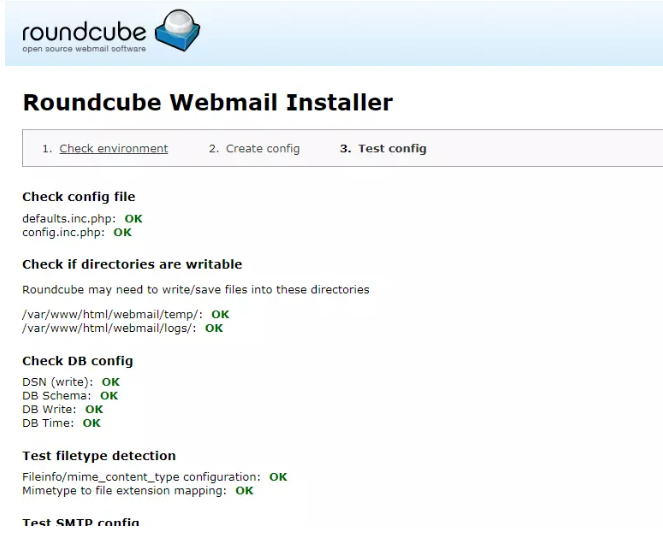 roundcube
open source webmail software
Roundcube Webmail Installer
1. Check environment 2. Create config 3. Test config
Check config file
defaults.inc.php: OK
config.inc.php: OK
Check if directories are writable
Roundcube may need to write/save files into these directories
/var/www/html/webmail/temp/: OK
/var/www/html/webmail/logs/: OK
Check DB config
DSN (write): OK
DB Schema: OK
DB Write: OK
DB Time: OK
Test filetype detection
Fileinfo/mime_content_type configuration: OK
Mimetype to file extension mapping: OK
Test SMTP config